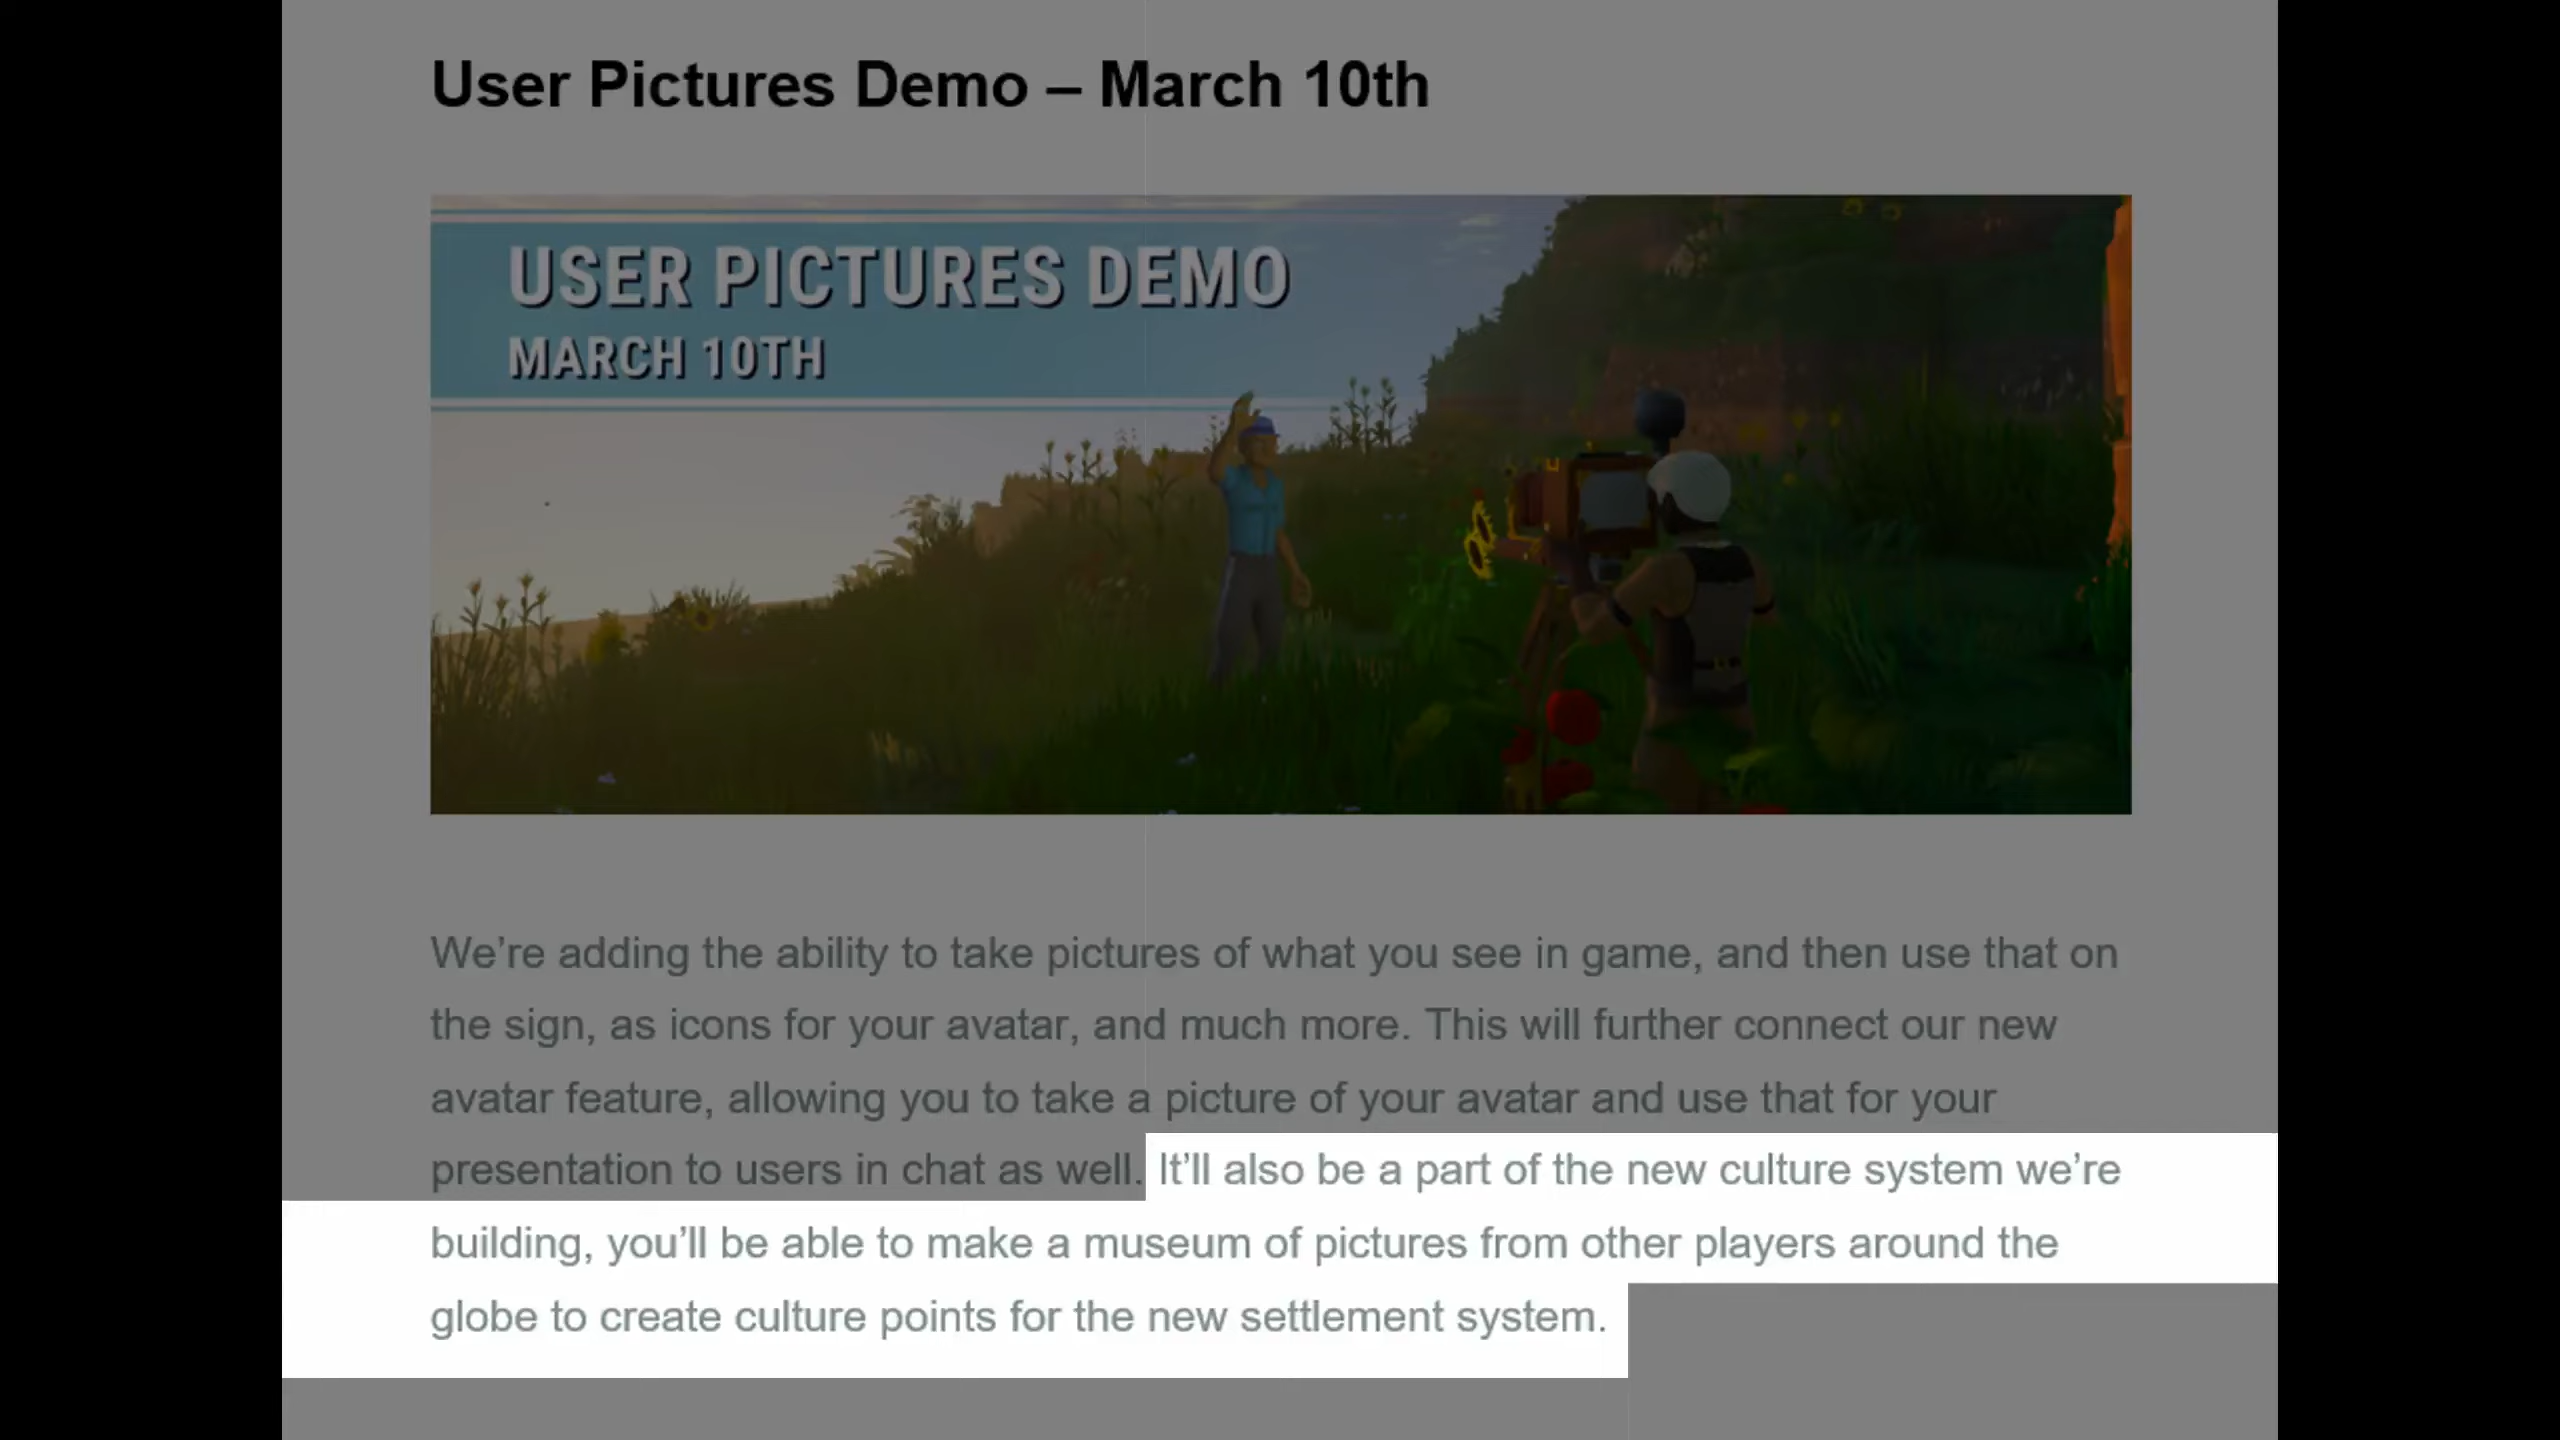 User Pictures Demo – March 10th
USER PICTURES DEMO
MARCH 10TH
We’re adding the ability to take pictures of what you see in game, and then use that on
the sign, as icons for your avatar, and much more. This will further connect our new
avatar feature, allowing you to take a picture of your avatar and use that for your
presentation to users in chat as well. It’ll also be a part of the new culture system we’re
building, you’ll be able to make a museum of pictures from other players around the
globe to create culture points for the new settlement system.